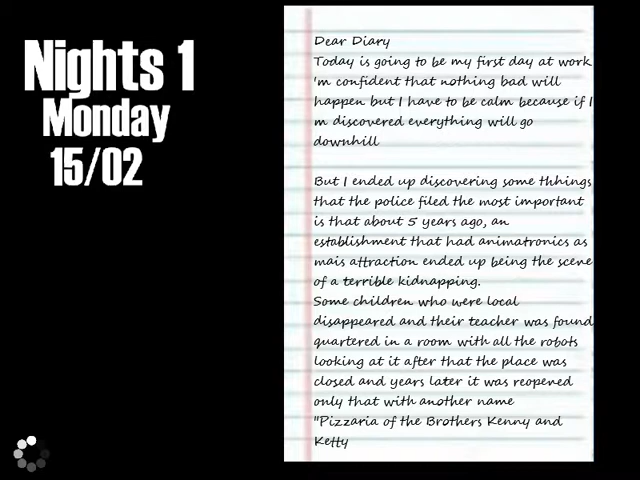 Nights 1
Monday
15/02
Dear Diary
Today is going to be my first day at work
'm confident that nothing bad will
happen but I have to be calm because if I
m discovered everything will go
downhill
But I ended up discovering some thhings
that the police filed the most important
is that about 5 years ago, an
establishment that had animatronics as
mais attraction ended up being the scene
of a terrible kidnapping.
Some children who were local
disappeared and their teacher was found
quartered in a room with all the robots
looking at it after that the place was
closed and years later it was reopened
only that with another name
"Pizzaria of the Brothers Kenny and
Ketty